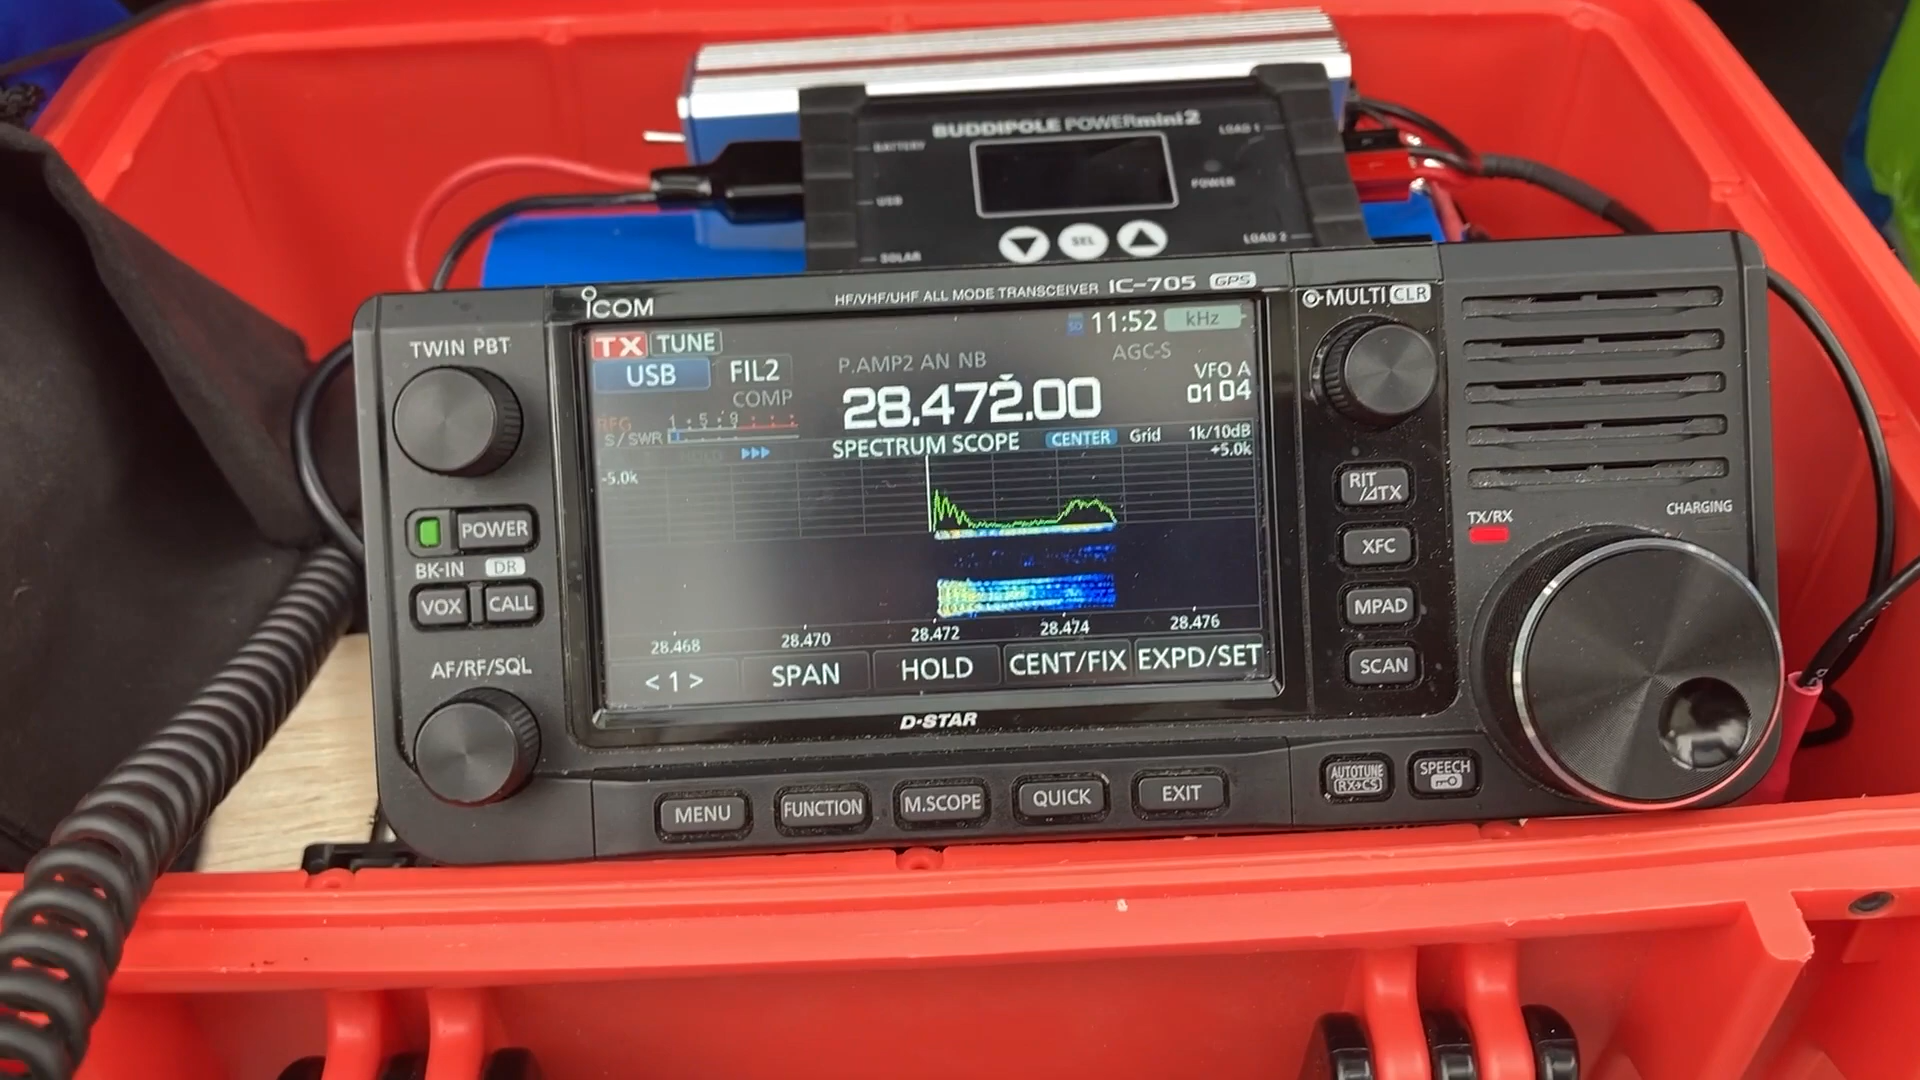 BUDDIPOLE POWERmini2
LOAD 1
BATTERY
POWER
USB
SEL
LOAD 2
SOLAR
ICOM
HF/VHF/UHF ALL MODE TRANSCEIVER IC-705 GPS
MULTI CLR
TWIN PBT
TX TUNE
11:52 kHz
USB FIL2
P.AMP2 AN NB
AGC-S
COMP
28.472.00
VFO A
01 04
RFG
1 5 9
S/SWR
HOLD
SPECTRUM SCOPE CENTER Grid 1k/10dB
-5.0k
+5.0k
28.468 28.470 28.472 28.474 28.476
< 1 > SPAN HOLD CENT/FIX EXPD/SET
D-STAR
POWER
BK-IN DR
VOX CALL
AF/RF/SQL
RIT/⊿TX
XFC
MPAD
SCAN
TX/RX
CHARGING
MENU FUNCTION M.SCOPE QUICK EXIT
AUTOTUNE
RX→CS
SPEECH